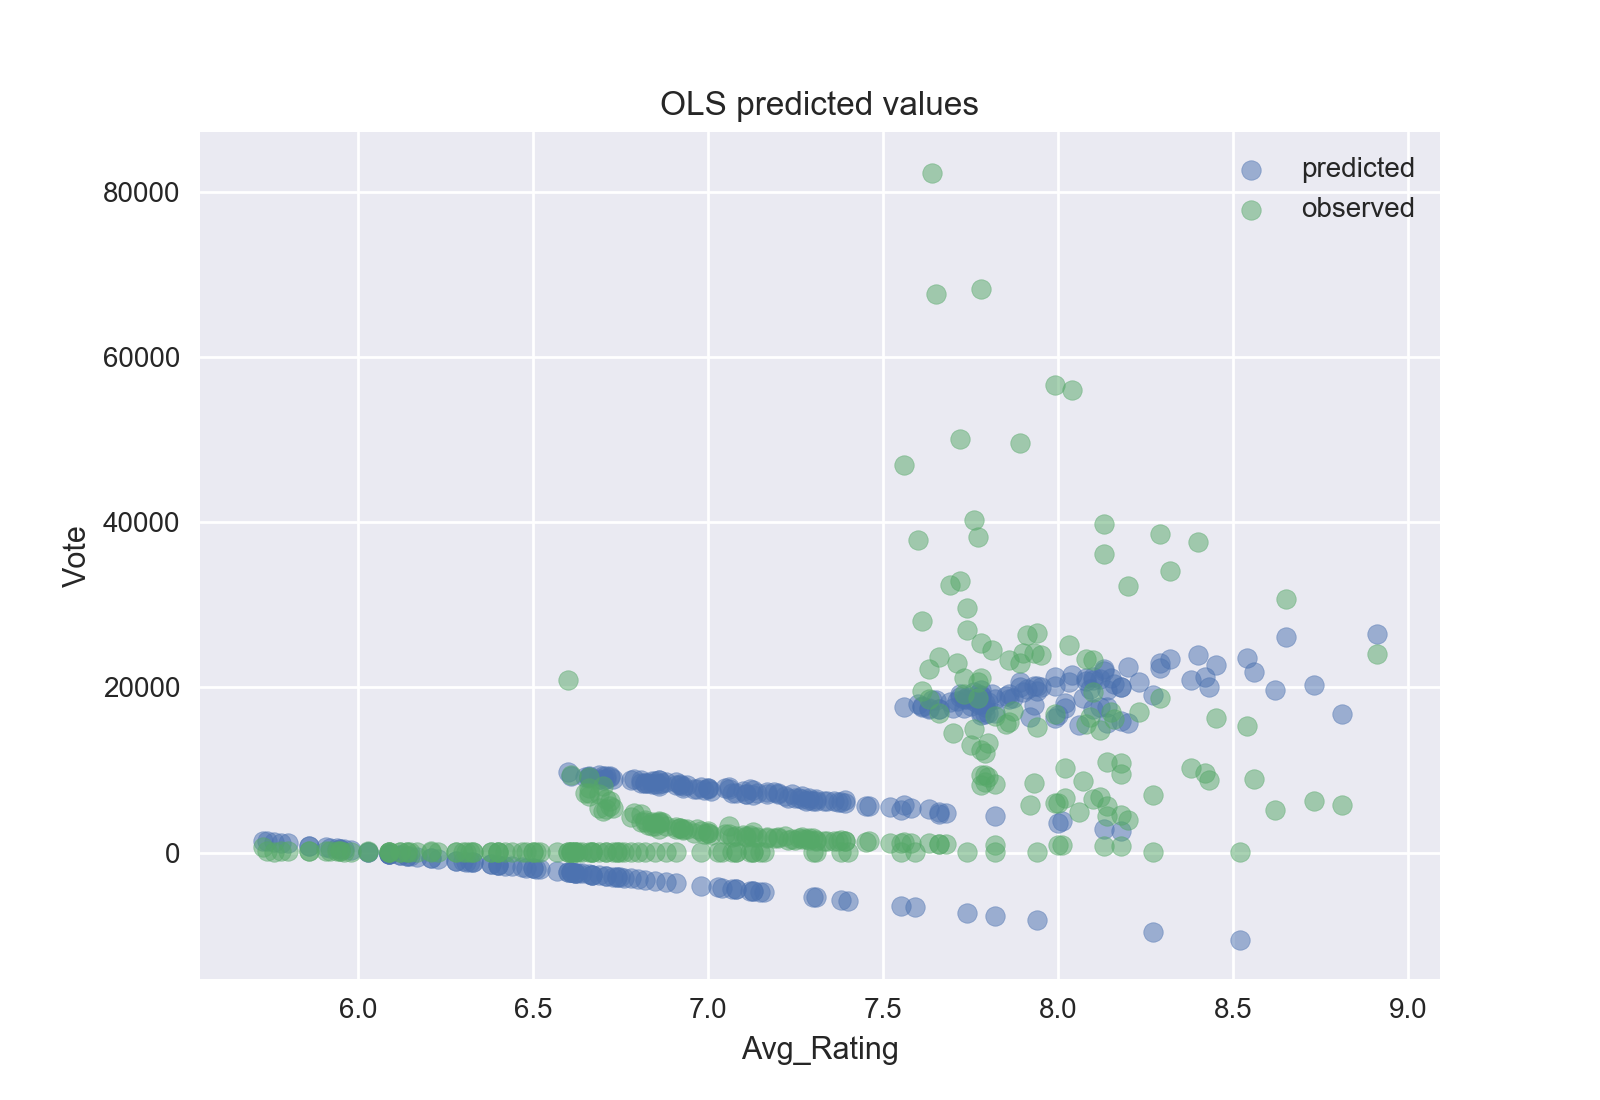 OLS predicted values
predicted
observed
80000
60000
40000
20000
0
Vote
6.0 6.5 7.0 7.5 8.0 8.5 9.0
Avg_Rating